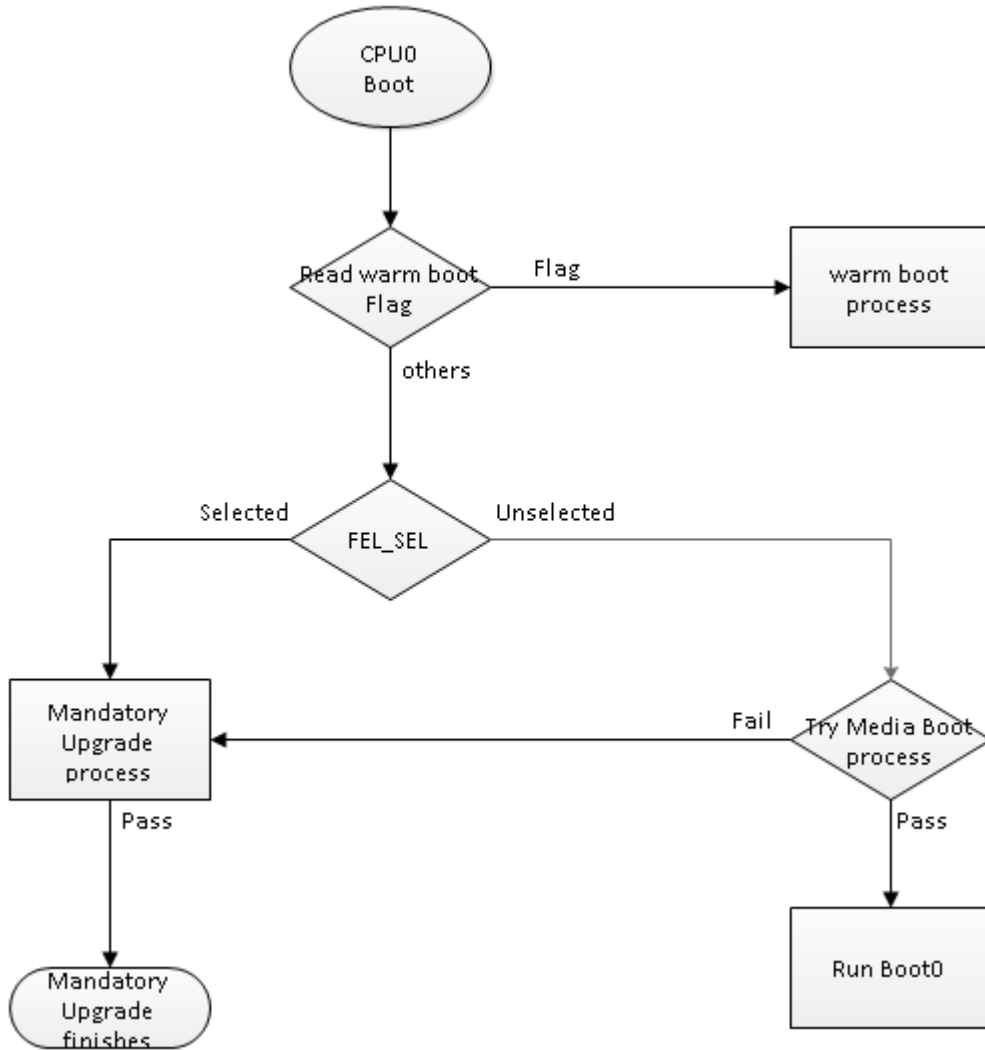 CPU0
Boot
Read warm boot
Flag
Flag
warm boot
process
others
Selected
FEL_SEL
Unselected
Mandatory
Upgrade
process
Fail
Try Media Boot
process
Pass
Pass
Mandatory
Upgrade
finishes
Run Boot0